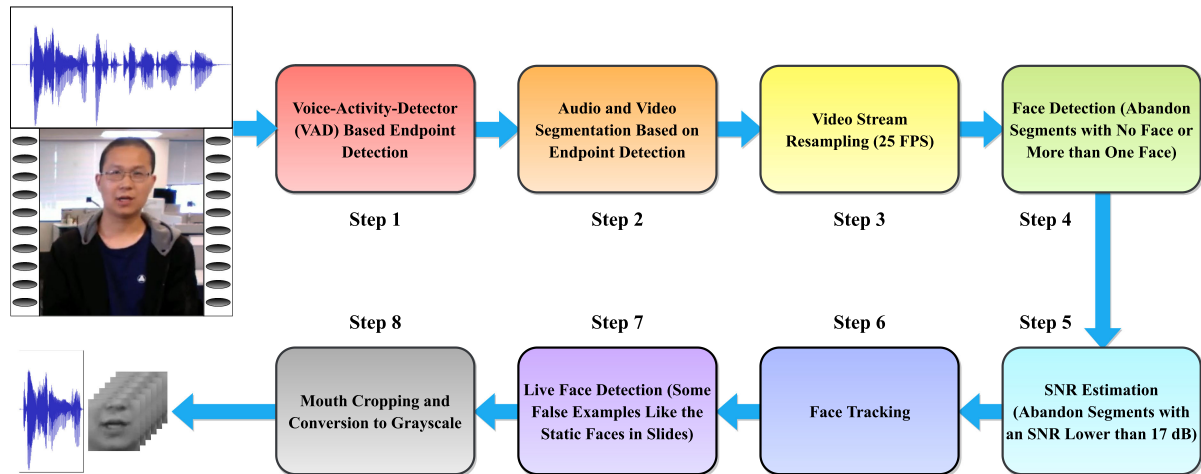 Voice-Activity-Detector
(VAD) Based Endpoint
Detection
Step 1
Audio and Video
Segmentation Based on
Endpoint Detection
Step 2
Video Stream
Resampling (25 FPS)
Step 3
Face Detection (Abandon
Segments with No Face or
More than One Face)
Step 4
Step 5
SNR Estimation
(Abandon Segments with
an SNR Lower than 17 dB)
Step 6
Face Tracking
Step 7
Live Face Detection (Some
False Examples Like the
Static Faces in Slides)
Step 8
Mouth Cropping and
Conversion to Grayscale